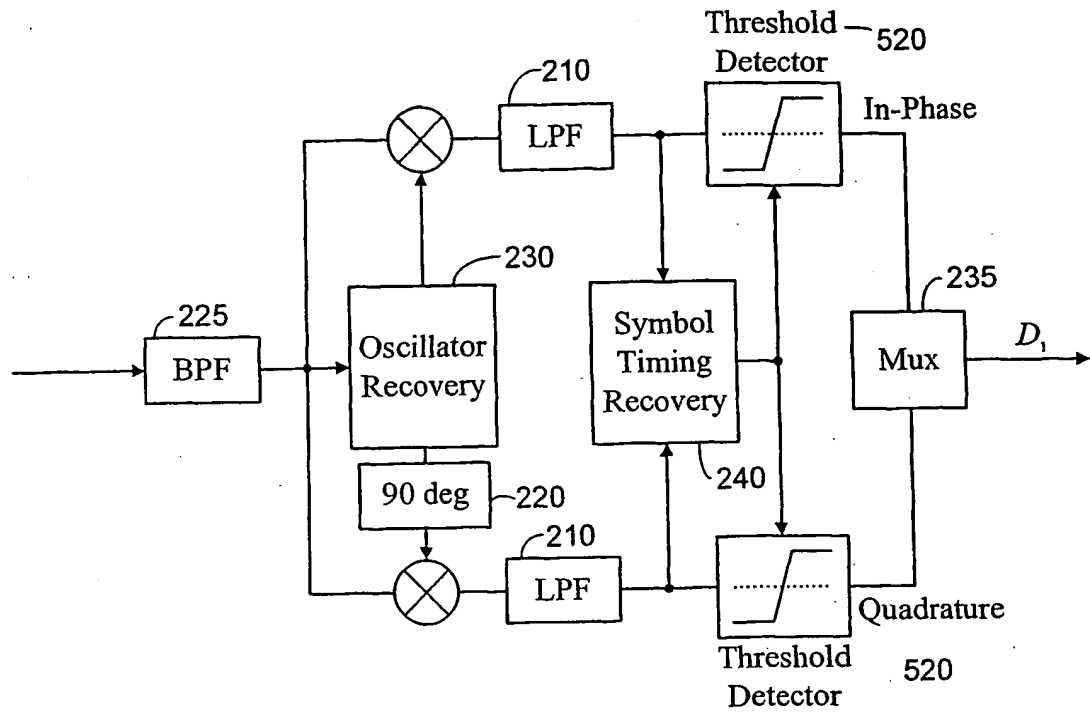 Threshold
Detector
520
210
LPF
In-Phase
230
Oscillator
Recovery
225
BPF
Symbol
Timing
Recovery
235
Mux
D₁
240
90 deg
220
210
LPF
Quadrature
Threshold
Detector
520